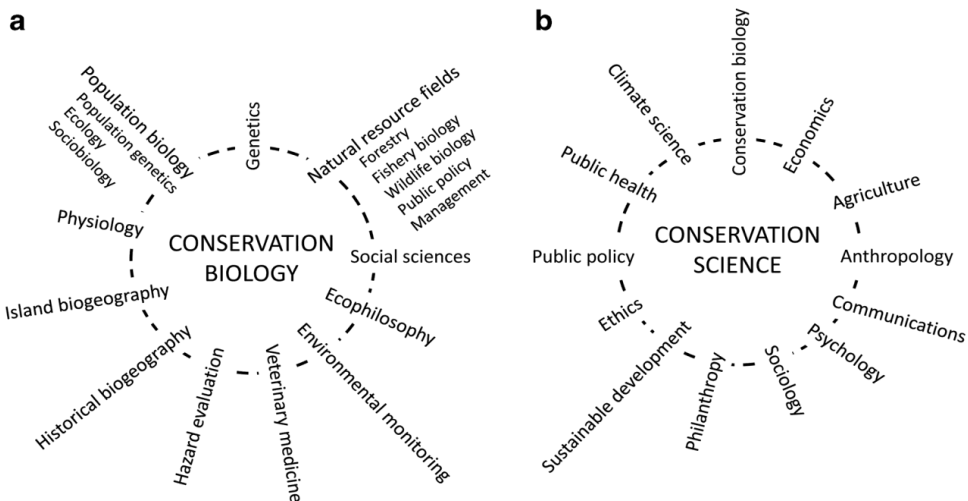 a
Population biology
Population genetics
Ecology
Sociobiology
Genetics
Natural resource fields
Forestry
Fishery biology
Wildlife biology
Public policy
Management
Physiology
CONSERVATION
BIOLOGY
Social sciences
Island biogeography
Ecophilosophy
Historical biogeography
Hazard evaluation
Veterinary medicine
Environmental monitoring
b
Conservation biology
Climate science
Economics
Public health
Agriculture
Public policy
CONSERVATION
SCIENCE
Anthropology
Ethics
Communications
Sustainable development
Philanthropy
Sociology
Psychology